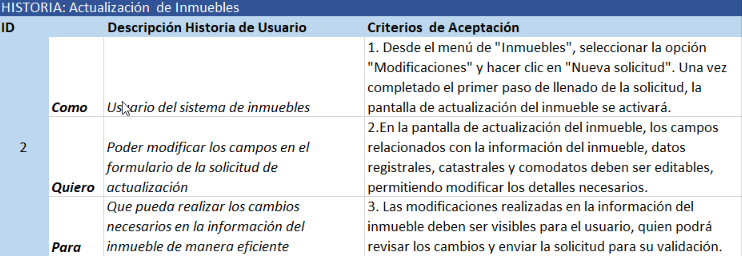 HISTORIA: Actualización de Inmuebles
ID Descripción Historia de Usuario Criterios de Aceptación
1. Desde el menú de "Inmuebles", seleccionar la opción
"Modificaciones" y hacer clic en "Nueva solicitud". Una vez
completado el primer paso de llenado de la solicitud, la
Como Usuario del sistema de inmuebles
pantalla de actualización del inmueble se activará.
2
2.En la pantalla de actualización del inmueble, los campos
Poder modificar los campos en el
relacionados con la información del inmueble, datos
formulario de la solicitud de
registrales, catastrales y comodatos deben ser editables,
Quiero actualización
permitiendo modificar los detalles necesarios.
Que pueda realizar los cambios
3. Las modificaciones realizadas en la información del
necesarios en la información del
inmueble deben ser visibles para el usuario, quien podrá
Para inmueble de manera eficiente
revisar los cambios y enviar la solicitud para su validación.